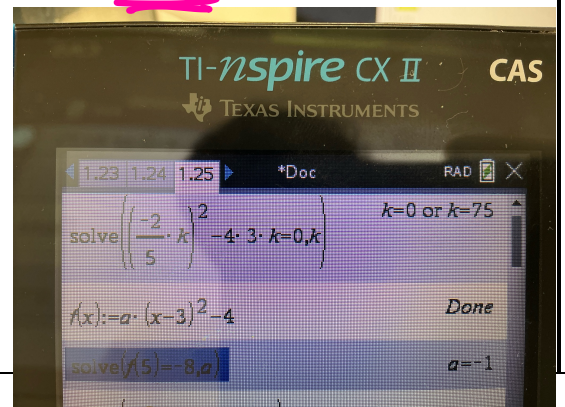 TI-nspire CX II CAS
TEXAS INSTRUMENTS
1.23 1.24 1.25 *Doc RAD
solve((-2/5·k)²-4·3·k=0,k) k=0 or k=75
f(x):=a·(x-3)²-4 Done
solve(f(5)=-8,a) a=-1